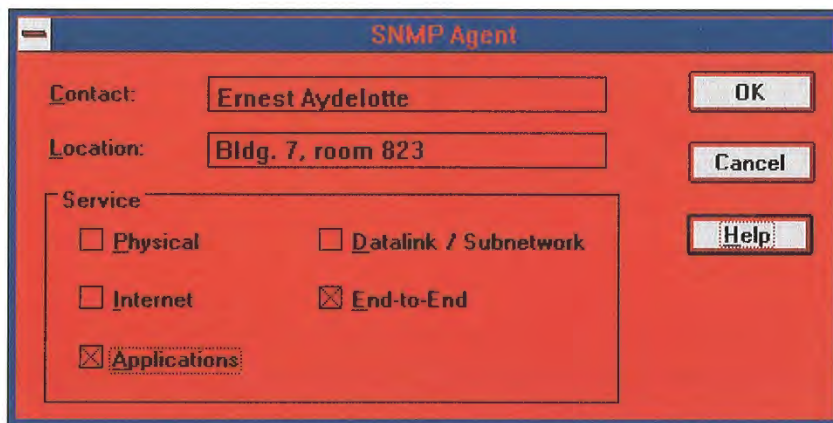 SNMP Agent
Contact: Ernest Aydelotte
OK
Location: Bldg. 7, room 823
Cancel
Service
Help
Physical
Datalink / Subnetwork
Internet
End-to-End
Applications